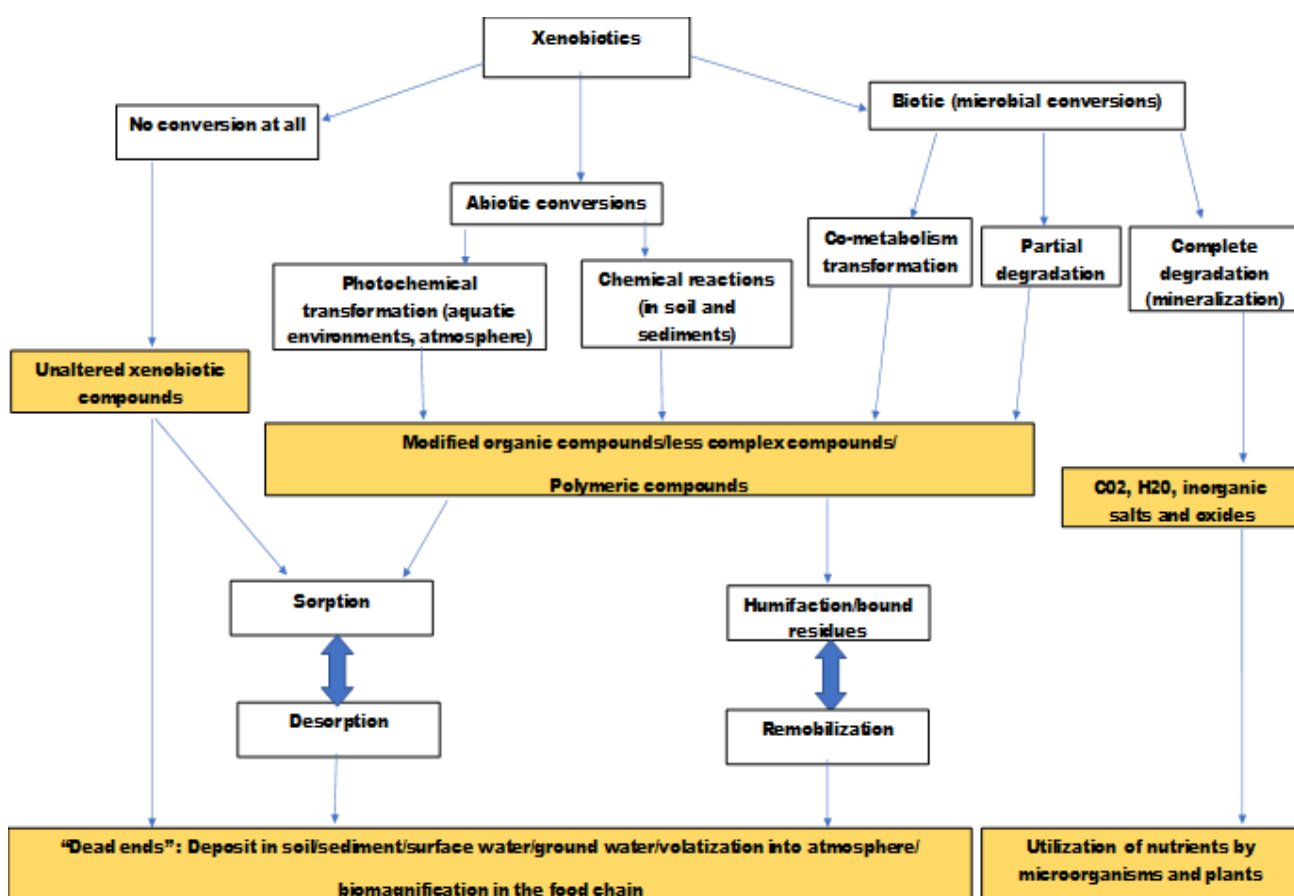 Xenobiotics
No conversion at all
Biotic (microbial conversions)
Abiotic conversions
Co-metabolism
transformation
Partial
degradation
Complete
degradation
(mineralization)
Photochemical
transformation (aquatic
environments, atmosphere)
Chemical reactions
(in soil and
sediments)
Unaltered xenobiotic
compounds
Modified organic compounds/less complex compounds/
Polymeric compounds
C02, H20, inorganic
salts and oxides
Sorption
Humifaction/bound
residues
Desorption
Remobilization
“Dead ends”: Deposit in soil/sediment/surface water/ground water/volatization into atmosphere/
biomagnification in the food chain
Utilization of nutrients by
microorganisms and plants